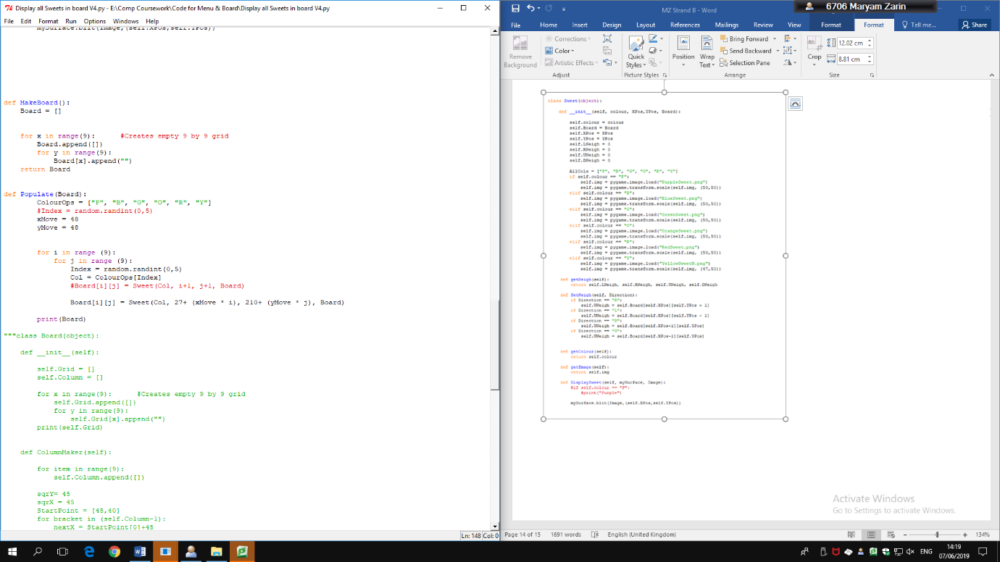 Display all Sweets in board V4.py - E:\Comp Coursework\Code for Menu & Board\Display all Sweets in board V4.py
File Edit Format Run Options Windows Help
mySurface.blit(Image,(self.XPos,self.YPos))
def MakeBoard():
Board = []
for x in range(9): #Creates empty 9 by 9 grid
Board.append([])
for y in range(9):
Board[x].append("")
return Board
def Populate(Board):
ColourOps = ["P", "B", "G", "O", "R", "Y"]
#Index = random.randint(0,5)
xMove = 48
yMove = 48
for i in range (9):
for j in range (9):
Index = random.randint(0,5)
Col = ColourOps[Index]
#Board[i][j] = Sweet(Col, i+1, j+1, Board)
Board[i][j] = Sweet(Col, 27+ (xMove * i), 210+ (yMove * j), Board)
print(Board)
"""class Board(object):
def __init__(self):
self.Grid = []
self.Column = []
for x in range(9): #Creates empty 9 by 9 grid
self.Grid.append([])
for y in range(9):
self.Grid[x].append("")
print(self.Grid)
def ColumnMaker(self):
for item in range(9):
self.Column.append([])
sqrY= 45
sqrX = 45
StartPoint = [45,40]
for bracket in (self.Column-1):
nextX = StartPoint[0]+45
Ln: 148 Col: 0
MZ Strand B - Word
6706 Maryam Zarin
File Home Insert Design Layout References Mailings Review View Format Format Tell me... Share
Remove Background
Corrections
Color
Artistic Effects
Adjust
Quick Styles
Picture Styles
Position
Wrap Text
Bring Forward
Send Backward
Selection Pane
Arrange
Crop
12.02 cm
8.81 cm
Size
class Sweet(object):
def __init__(self, colour, XPos,YPos, Board):
self.colour = colour
self.Board = Board
self.XPos = XPos
self.YPos = YPos
self.LNeigh = 0
self.RNeigh = 0
self.UNeigh = 0
self.DNeigh = 0
AllCols = ["P", "B", "G", "O", "R", "Y"]
if self.colour == "P":
self.img = pygame.image.load("PurpleSweet.png")
self.img = pygame.transform.scale(self.img, (50,50))
elif self.colour == "B":
self.img = pygame.image.load("BlueSweet.png")
self.img = pygame.transform.scale(self.img, (50,50))
elif self.colour == "G":
self.img = pygame.image.load("GreenSweet.png")
self.img = pygame.transform.scale(self.img, (50,50))
elif self.colour == "O":
self.img = pygame.image.load("OrangeSweet.png")
self.img = pygame.transform.scale(self.img, (50,50))
elif self.colour == "R":
self.img = pygame.image.load("RedSweet.png")
self.img = pygame.transform.scale(self.img, (50,50))
elif self.colour == "Y":
self.img = pygame.image.load("YellowSweetN.png")
self.img = pygame.transform.scale(self.img, (47,50))
def getNeigh(self):
return self.LNeigh, self.RNeigh, self.UNeigh, self.DNeigh
def SetNeigh(self, Direction):
if Direction == "R":
self.UNeigh = self.Board[self.XPos][self.YPos + 1]
if Direction == "L":
self.UNeigh = self.Board[self.XPos][self.YPos - 1]
if Direction == "D":
self.UNeigh = self.Board[self.XPos+1][self.YPos]
if Direction == "U":
self.UNeigh = self.Board[self.XPos-1][self.YPos]
def getColour(self):
return self.colour
def getImage(self):
return self.img
def DisplaySweet(self, mySurface, Image):
#if self.colour == "P":
#print("Purple")
mySurface.blit(Image,(self.XPos,self.YPos))
Activate Windows
Go to Settings to activate Windows.
Page 14 of 15 1691 words English (United Kingdom) 134%
ENG
14:19
07/06/2019